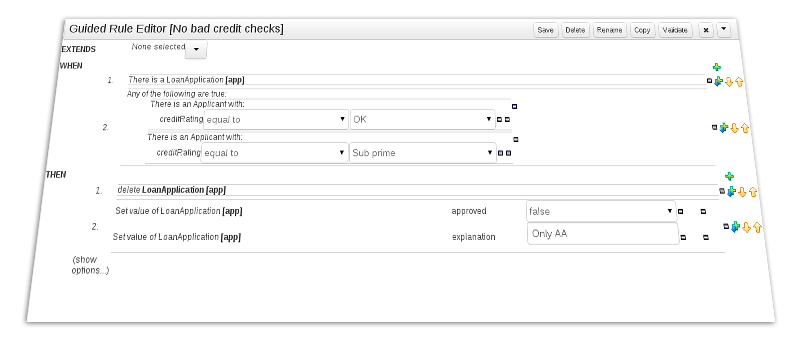 Guided Rule Editor [No bad credit checks] Save Delete Rename Copy Validate
EXTENDS None selected
WHEN
1. There is a LoanApplication [app]
Any of the following are true:
There is an Applicant with:
2. creditRating equal to OK
There is an Applicant with:
creditRating equal to Sub prime
THEN
1. delete LoanApplication [app]
Set value of LoanApplication [app] approved false
2.
Set value of LoanApplication [app] explanation Only AA
(show
options...)